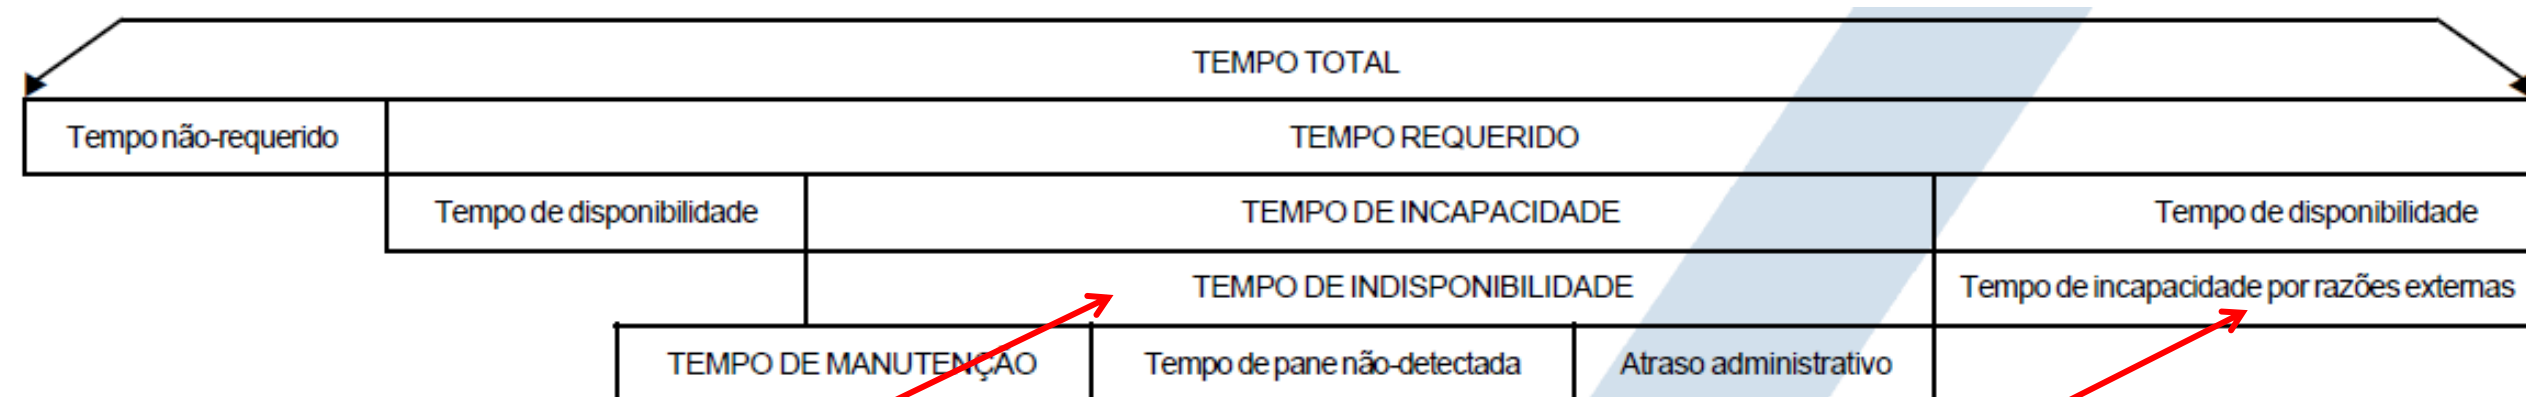 TEMPO TOTAL
Tempo não-requerido TEMPO REQUERIDO
Tempo de disponibilidade TEMPO DE INCAPACIDADE Tempo de disponibilidade
TEMPO DE INDISPONIBILIDADE Tempo de incapacidade por razões externas
TEMPO DE MANUTENÇÃO Tempo de pane não-detectada Atraso administrativo